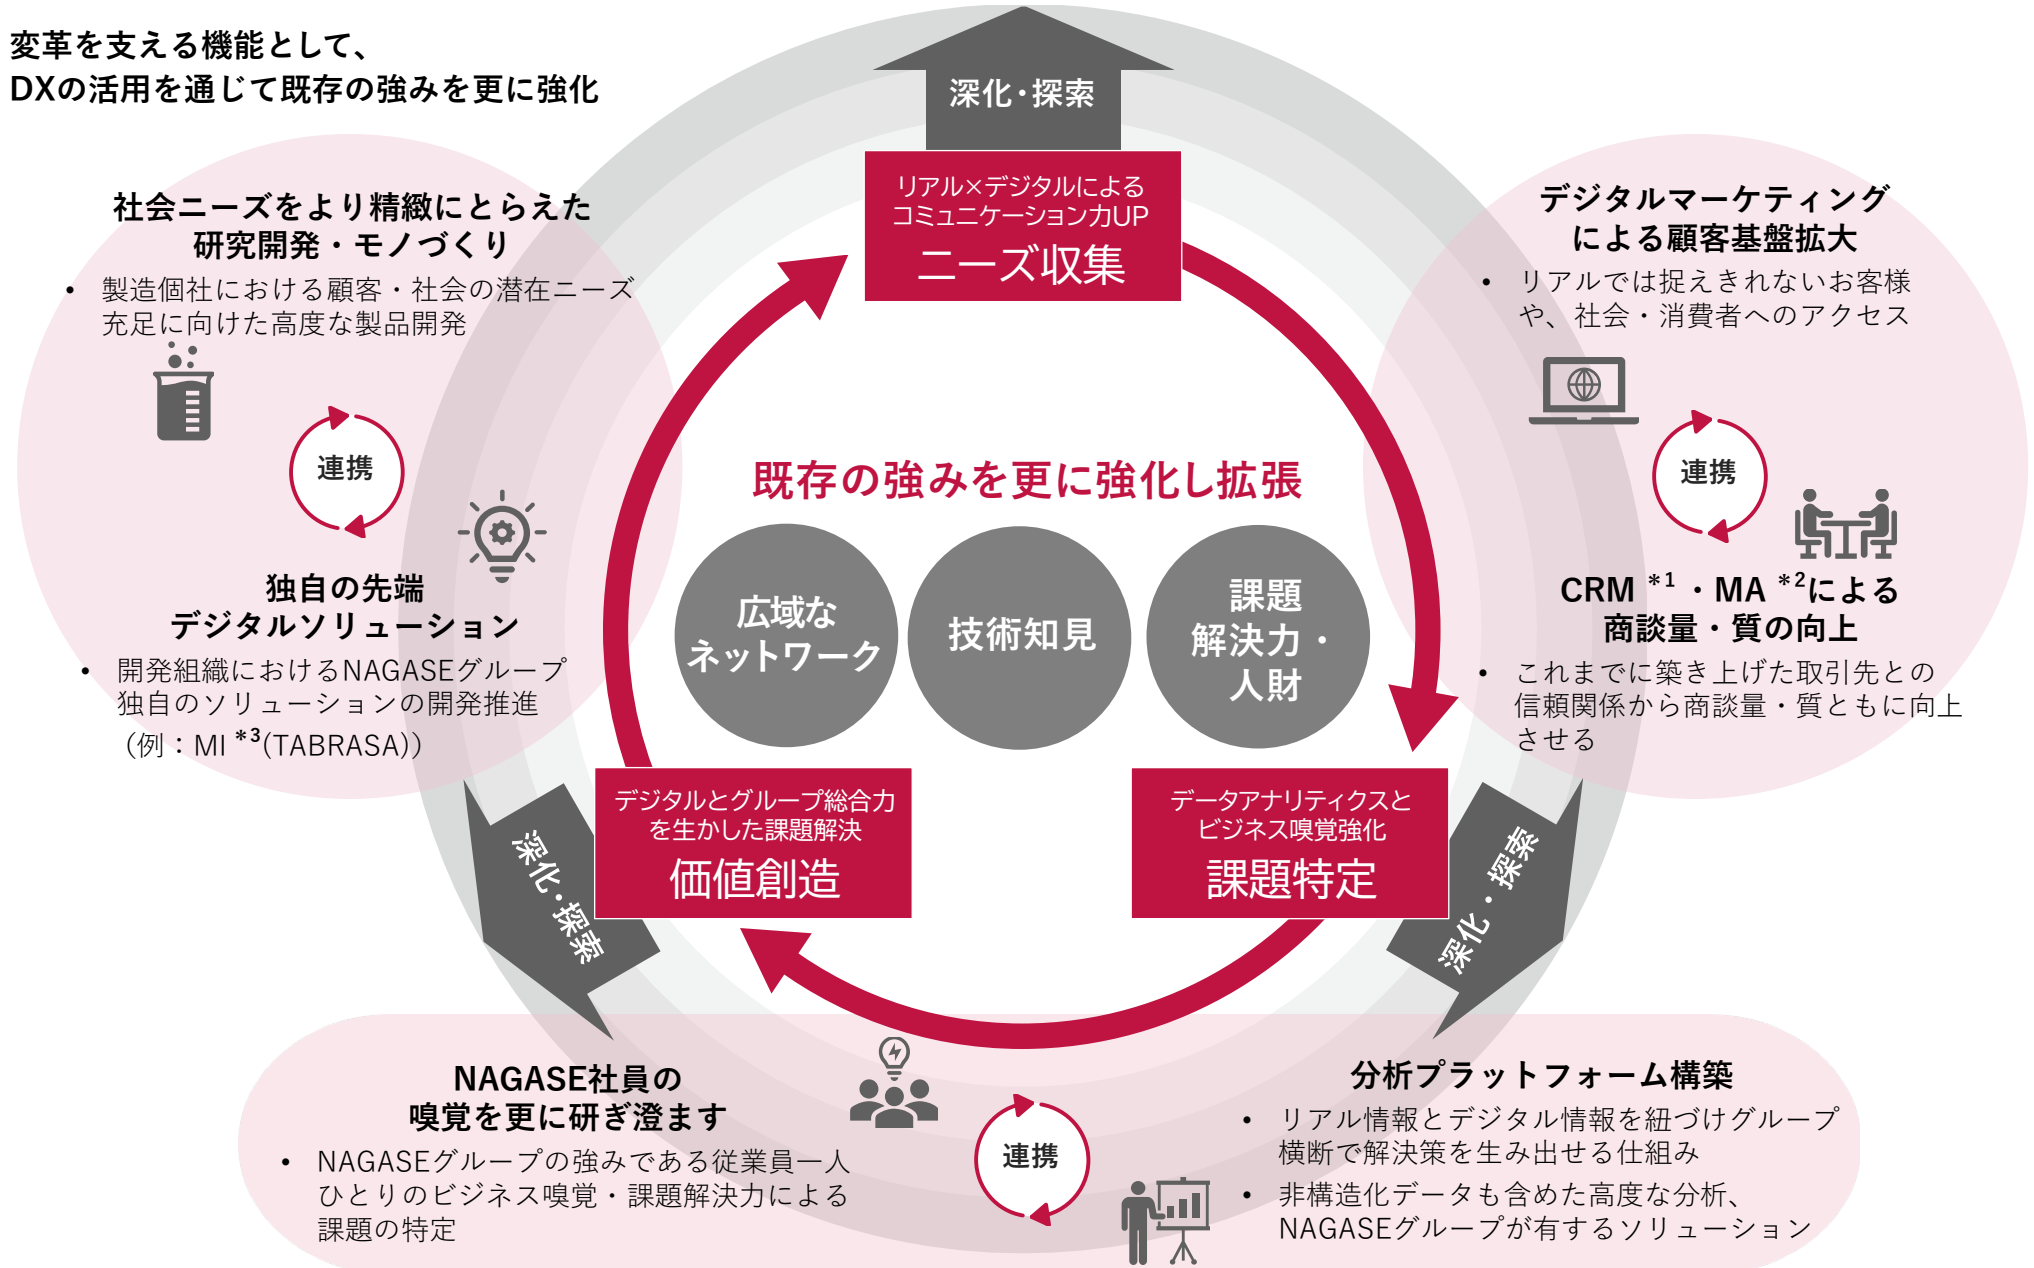 変革を支える機能として、
DXの活用を通じて既存の強みを更に強化
深化・探索
リアル×デジタルによる
コミュニケーション力UP
ニーズ収集
社会ニーズをより精緻にとらえた
研究開発・モノづくり
• 製造個社における顧客・社会の潜在ニーズ
充足に向けた高度な製品開発
連携
独自の先端
デジタルソリューション
• 開発組織におけるNAGASEグループ
独自のソリューションの開発推進
（例：MI *3(TABRASA)）
デジタルマーケティング
による顧客基盤拡大
• リアルでは捉えきれないお客様
や、社会・消費者へのアクセス
連携
CRM *1 ・MA *2による
商談量・質の向上
• これまでに築き上げた取引先との
信頼関係から商談量・質ともに向上
させる
既存の強みを更に強化し拡張
広域な
ネットワーク
技術知見
課題
解決力・
人財
デジタルとグループ総合力
を生かした課題解決
価値創造
データアナリティクスと
ビジネス嗅覚強化
課題特定
深化・探索
深化・探索
NAGASE社員の
嗅覚を更に研ぎ澄ます
• NAGASEグループの強みである従業員一人
ひとりのビジネス嗅覚・課題解決力による
課題の特定
連携
分析プラットフォーム構築
• リアル情報とデジタル情報を紐づけグループ
横断で解決策を生み出せる仕組み
• 非構造化データも含めた高度な分析、
NAGASEグループが有するソリューション